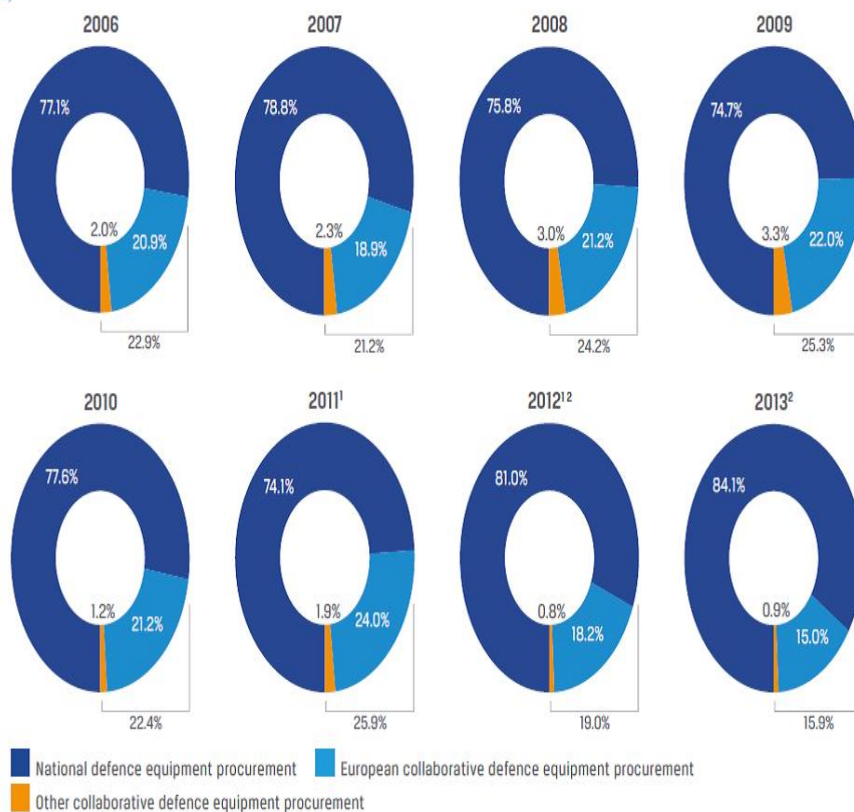 2006 2007 2008 2009
77.1% 78.8% 75.8% 74.7%
2.0% 2.3% 3.0% 3.3%
20.9% 18.9% 21.2% 22.0%
22.9% 21.2% 24.2% 25.3%
2010 2011¹ 2012¹² 2013²
77.6% 74.1% 81.0% 84.1%
1.2% 1.9% 0.8% 0.9%
21.2% 24.0% 18.2% 15.0%
22.4% 25.9% 19.0% 15.9%
National defence equipment procurement European collaborative defence equipment procurement
Other collaborative defence equipment procurement